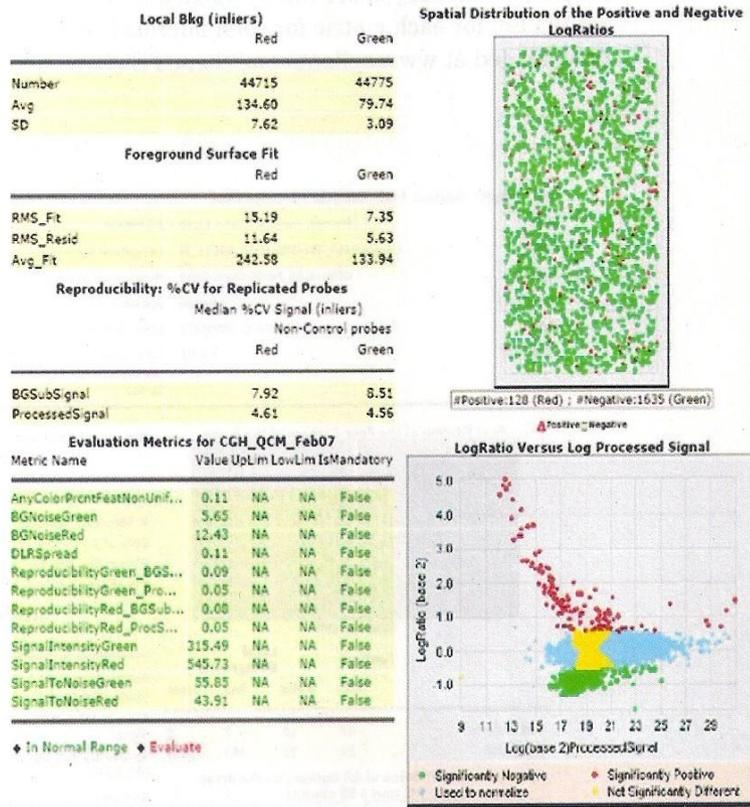 Local Bkg (inliers)
Red Green
Number 44715 44775
Avg 134.60 79.74
SD 7.62 3.09
Foreground Surface Fit
Red Green
RMS_Fit 15.19 7.35
RMS_Resid 11.64 5.63
Avg_Fit 242.58 133.94
Reproducibility: %CV for Replicated Probes
Median %CV Signal (inliers)
Non-Control probes
Red Green
BGSubSignal 7.92 8.51
ProcessedSignal 4.61 4.56
Evaluation Metrics for CGH_QCM_Feb07
Metric Name Value UpLim LowLim IsMandatory
AnyColorPrcntFeatNonUnif... 0.11 NA NA False
BGNoiseGreen 5.65 NA NA False
BGNoiseRed 12.43 NA NA False
DLRSpread 0.11 NA NA False
ReproducibilityGreen_BGS... 0.09 NA NA False
ReproducibilityGreen_Pro... 0.05 NA NA False
ReproducibilityRed_BGSub... 0.08 NA NA False
ReproducibilityRed_ProcS... 0.05 NA NA False
SignalIntensityGreen 315.49 NA NA False
SignalIntensityRed 545.73 NA NA False
SignalToNoiseGreen 55.85 NA NA False
SignalToNoiseRed 43.91 NA NA False
♦ In Normal Range ♦ Evaluate
Spatial Distribution of the Positive and Negative
LogRatios
#Positive:128 (Red) ; #Negative:1635 (Green)
Positive Negative
LogRatio Versus Log Processed Signal
LogRatio (base 2)
5.0
4.0
3.0
2.0
1.0
0.0
-1.0
9 11 13 15 17 19 21 23 25 27 29
Log(base 2)ProcessedSignal
Significantly Negative Significantly Positive
Used to normalize Not Significantly Different